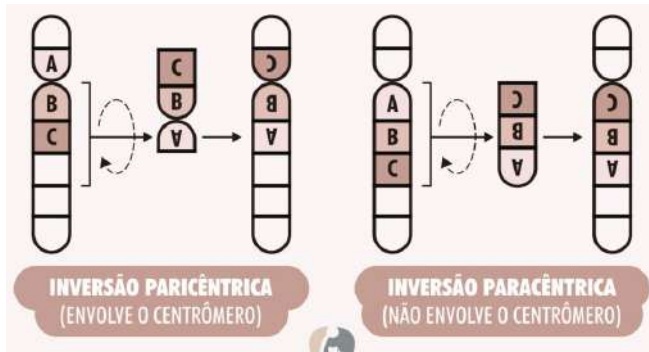 A
B
C
C
B
A
C
B
A
A
B
C
C
B
A
C
B
A
INVERSÃO PARICÊNTRICA
(ENVOLVE O CENTRÔMERO)
INVERSÃO PARACÊNTRICA
(NÃO ENVOLVE O CENTRÔMERO)